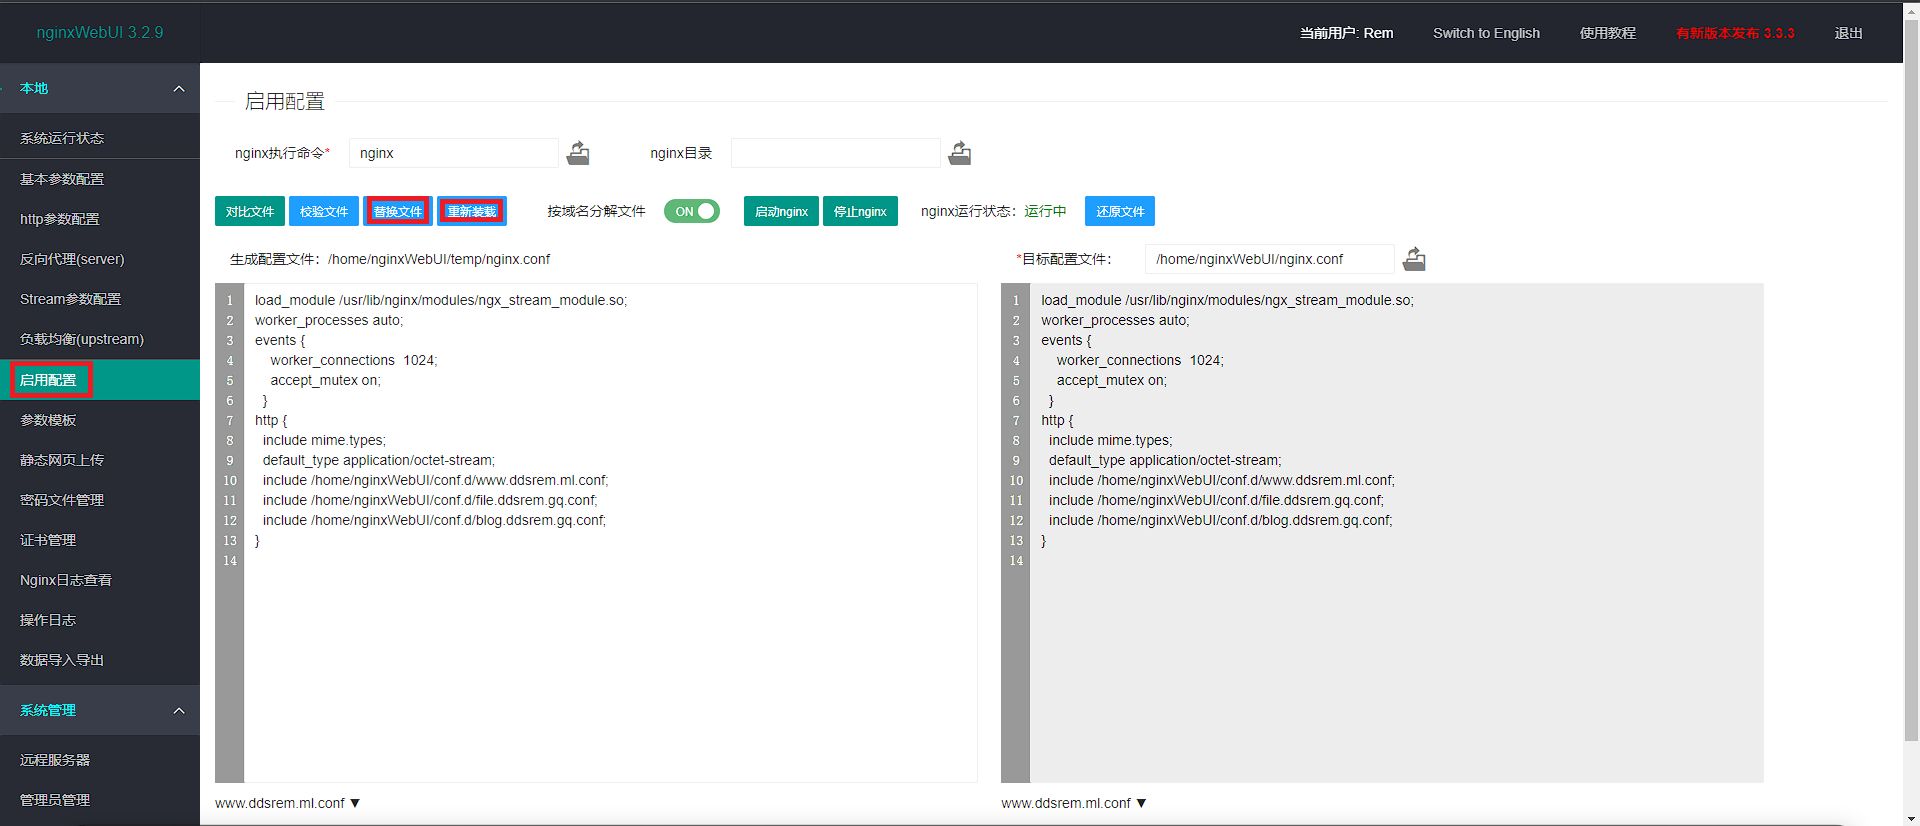 nginxWebUI 3.2.9
当前用户: Rem
Switch to English
使用教程
有新版本发布 3.3.3
退出
本地
系统运行状态
基本参数配置
http参数配置
反向代理(server)
Stream参数配置
负载均衡(upstream)
启用配置
参数模板
静态网页上传
密码文件管理
证书管理
Nginx日志查看
操作日志
数据导入导出
系统管理
远程服务器
管理员管理
启用配置
nginx执行命令*
nginx
nginx目录
对比文件
校验文件
替换文件
重新装载
按域名分解文件
ON
启动nginx
停止nginx
nginx运行状态：运行中
还原文件
生成配置文件：/home/nginxWebUI/temp/nginx.conf
1 load_module /usr/lib/nginx/modules/ngx_stream_module.so;
2 worker_processes auto;
3 events {
4 worker_connections  1024;
5 accept_mutex on;
6 }
7 http {
8 include mime.types;
9 default_type application/octet-stream;
10 include /home/nginxWebUI/conf.d/www.ddsrem.ml.conf;
11 include /home/nginxWebUI/conf.d/file.ddsrem.gq.conf;
12 include /home/nginxWebUI/conf.d/blog.ddsrem.gq.conf;
13 }
14
www.ddsrem.ml.conf ▼
*目标配置文件：
/home/nginxWebUI/nginx.conf
1 load_module /usr/lib/nginx/modules/ngx_stream_module.so;
2 worker_processes auto;
3 events {
4 worker_connections  1024;
5 accept_mutex on;
6 }
7 http {
8 include mime.types;
9 default_type application/octet-stream;
10 include /home/nginxWebUI/conf.d/www.ddsrem.ml.conf;
11 include /home/nginxWebUI/conf.d/file.ddsrem.gq.conf;
12 include /home/nginxWebUI/conf.d/blog.ddsrem.gq.conf;
13 }
14
www.ddsrem.ml.conf ▼